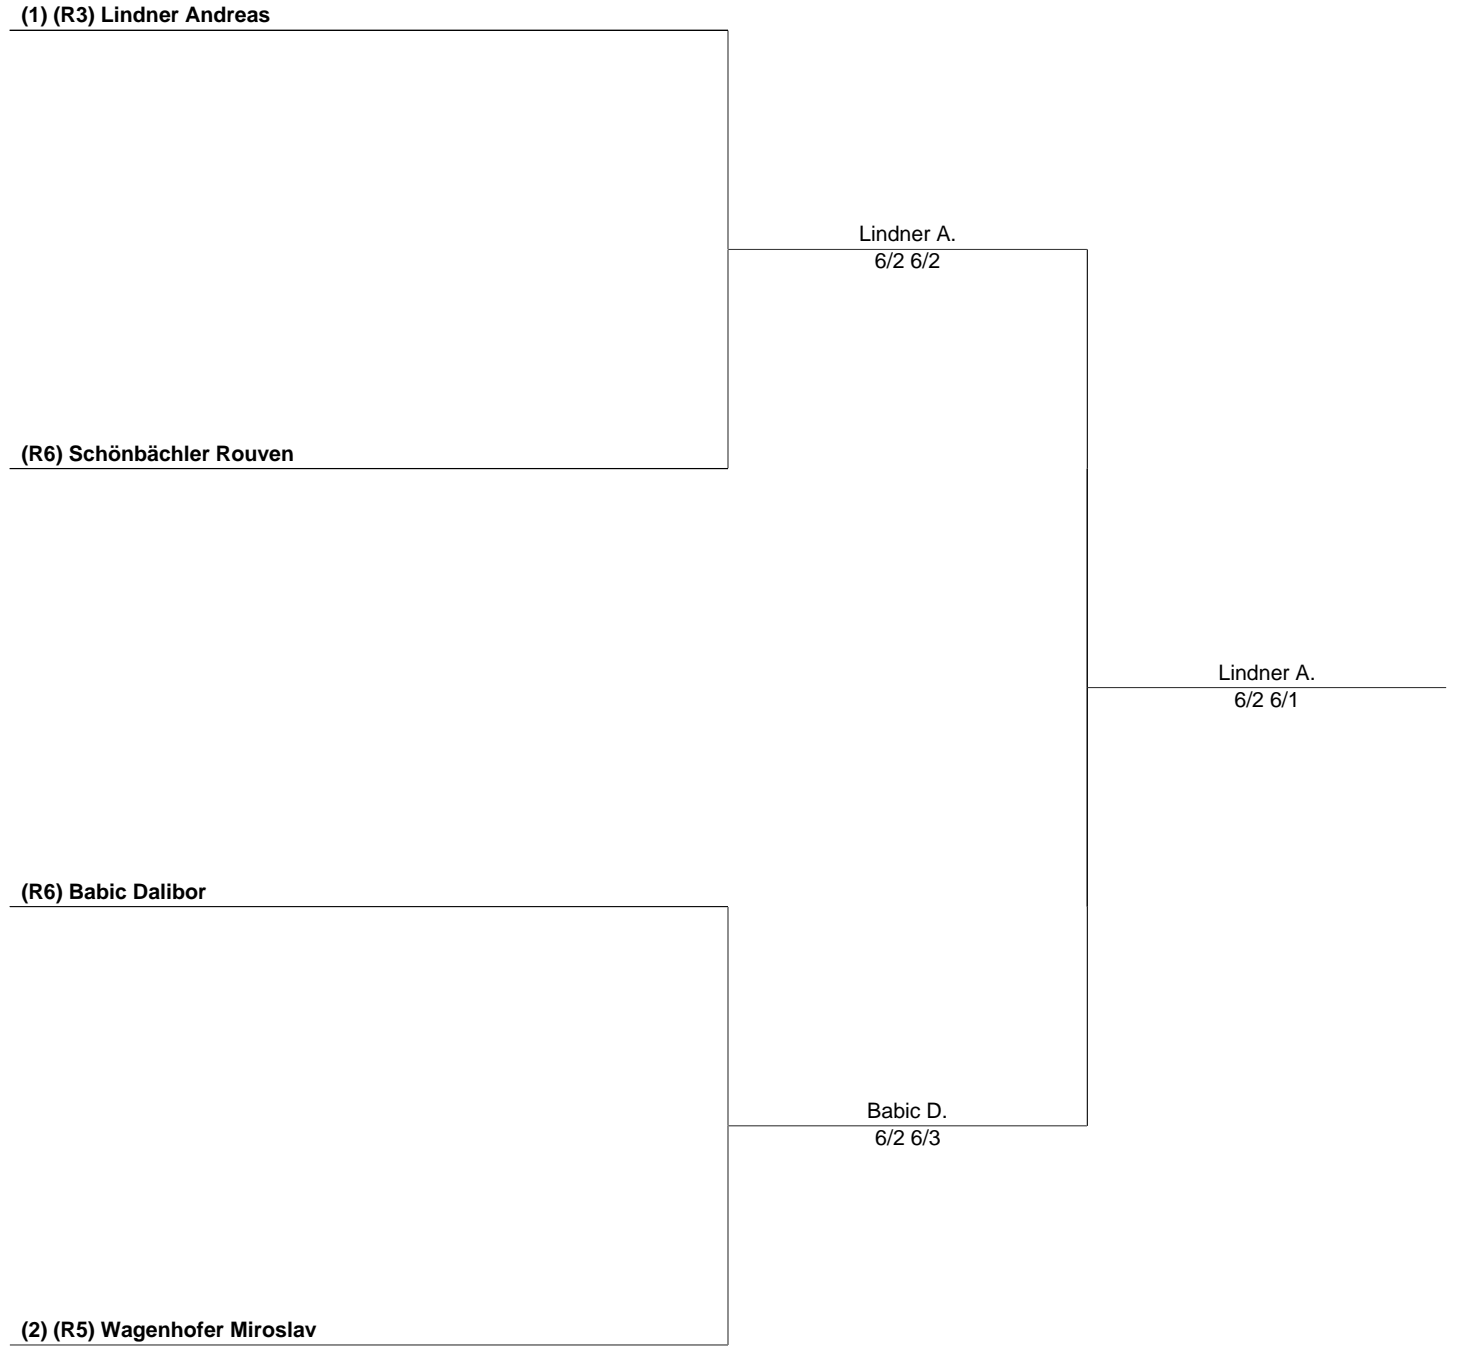 (1) (R3) Lindner Andreas
Lindner A.
6/2 6/2
(R6) Schönbächler Rouven
Lindner A.
6/2 6/1
(R6) Babic Dalibor
Babic D.
6/2 6/3
(2) (R5) Wagenhofer Miroslav